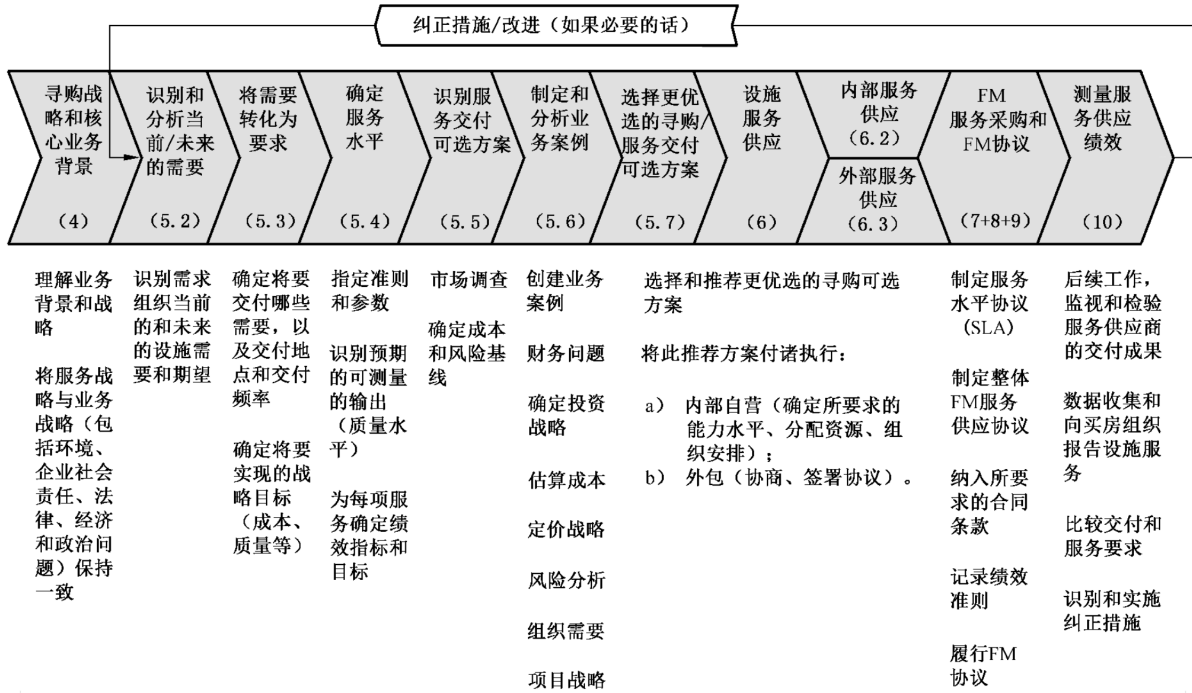 纠正措施/改进（如果必要的话）
寻购战
略和核
心业务
背景
（4）
识别和
分析当
前/未来
的需要
（5.2）
将需要
转化为
要求
（5.3）
确定
服务
水平
（5.4）
识别服
务交付
可选方案
（5.5）
制定和
分析业
务案例
（5.6）
选择更优
选的寻购/
服务交付
可选方案
（5.7）
设施
服务
供应
（6）
内部服务
供应
（6.2）
外部服务
供应
（6.3）
FM
服务采购和
FM协议
（7+8+9）
测量服
务供应
绩效
（10）
理解业务
背景和战
略
将服务战
略与业务
战略（包
括环境、
企业社会
责任、法
律、经济
和政治问
题）保持
一致
识别需求
组织当前
的和未来
的设施需
要和期望
确定将要
交付哪些
需要，以
及交付地
点和交付
频率
确定将要
实现的战
略目标
（成本、
质量等）
指定准则
和参数
识别预期
的可测量
的输出
（质量水
平）
为每项服
务确定绩
效指标和
目标
市场调查
确定成本
和风险基
线
创建业务
案例
财务问题
确定投资
战略
估算成本
定价战略
风险分析
组织需要
项目战略
选择和推荐更优选的寻购可选
方案
将此推荐方案付诸执行：
a） 内部自营（确定所要求的
能力水平、分配资源、组
织安排）；
b） 外包（协商、签署协议）。
制定服务
水平协议
（SLA）
制定整体
FM服务
供应协议
纳入所要
求的合同
条款
记录绩效
准则
履行FM
协议
后续工作，
监视和检验
服务供应商
的交付成果
数据收集和
向买房组织
报告设施服
务
比较交付和
服务要求
识别和实施
纠正措施